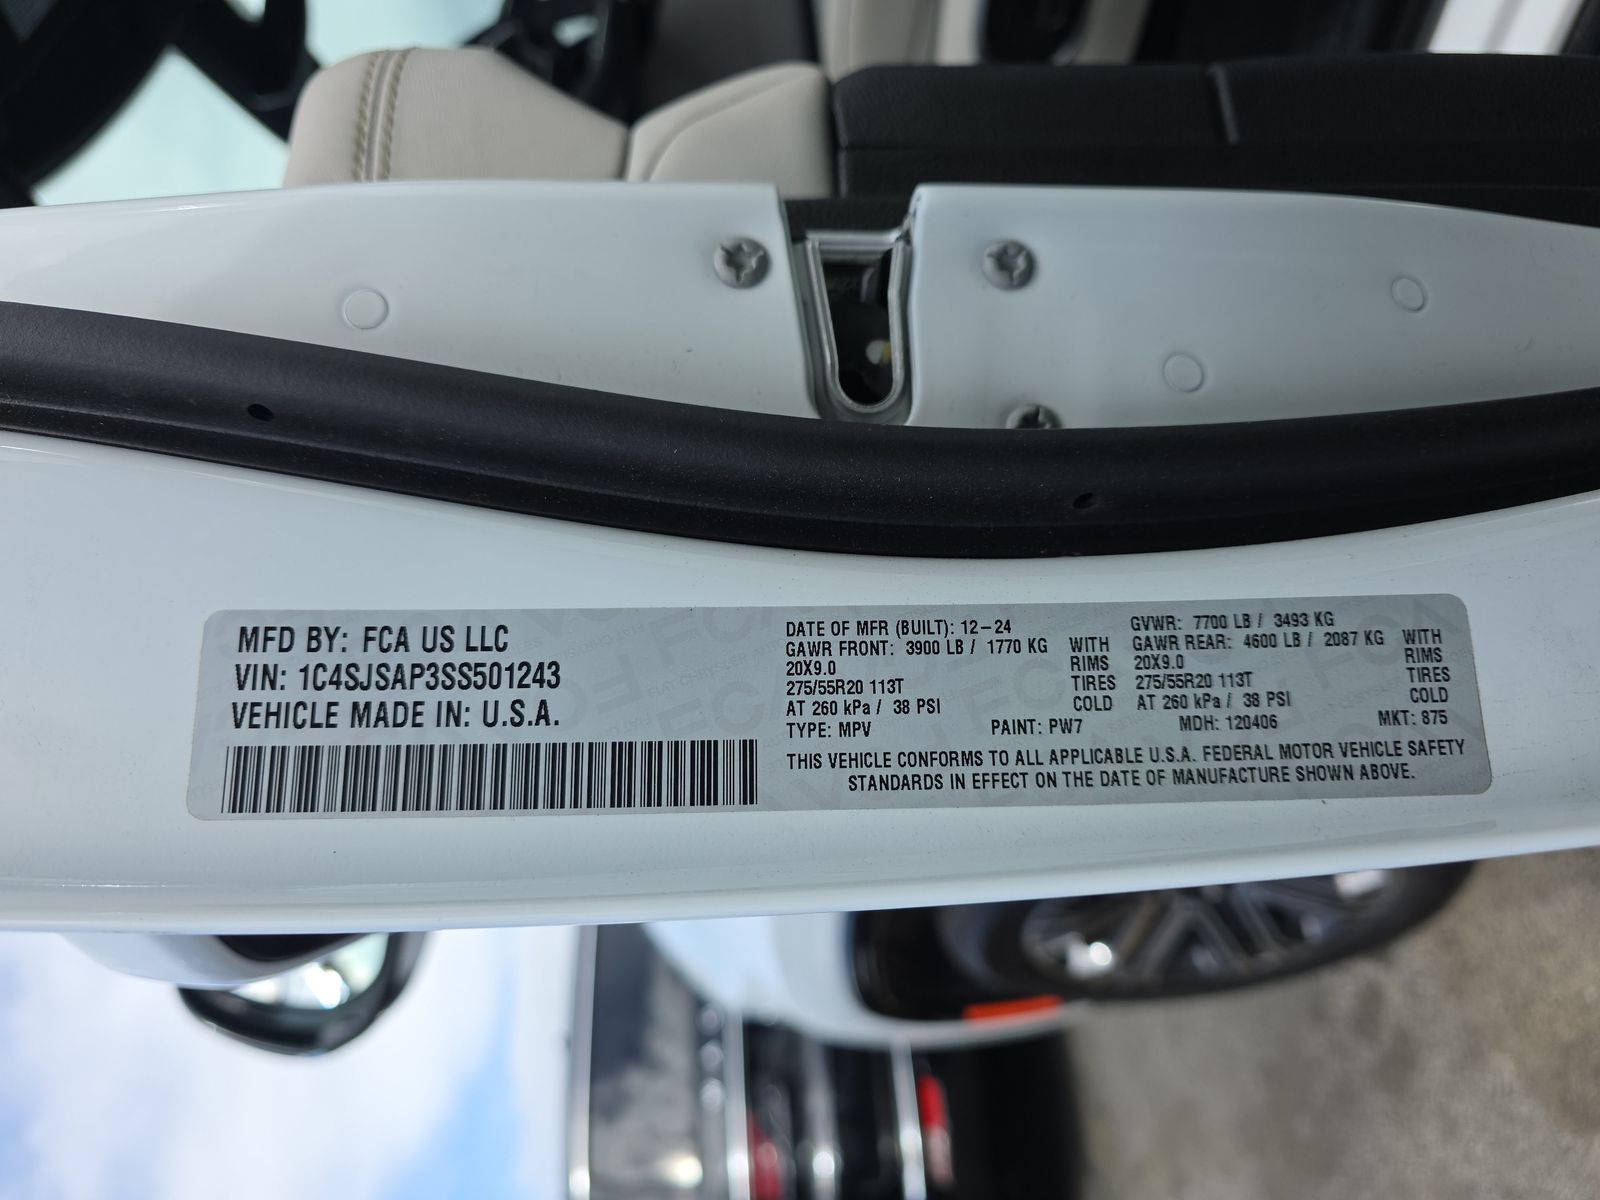 MFD BY: FCA US LLC
VIN: 1C4SJSAP3SS501243
VEHICLE MADE IN: U.S.A.
DATE OF MFR (BUILT): 12-24
GAWR FRONT: 3900 LB / 1770 KG WITH
20X9.0 RIMS
275/55R20 113T TIRES
AT 260 kPa / 38 PSI COLD
GVWR: 7700 LB / 3493 KG
GAWR REAR: 4600 LB / 2087 KG WITH
20X9.0 RIMS
275/55R20 113T TIRES
AT 260 kPa / 38 PSI COLD
TYPE: MPV PAINT: PW7 MDH: 120406 MKT: 875
THIS VEHICLE CONFORMS TO ALL APPLICABLE U.S.A. FEDERAL MOTOR VEHICLE SAFETY
STANDARDS IN EFFECT ON THE DATE OF MANUFACTURE SHOWN ABOVE.